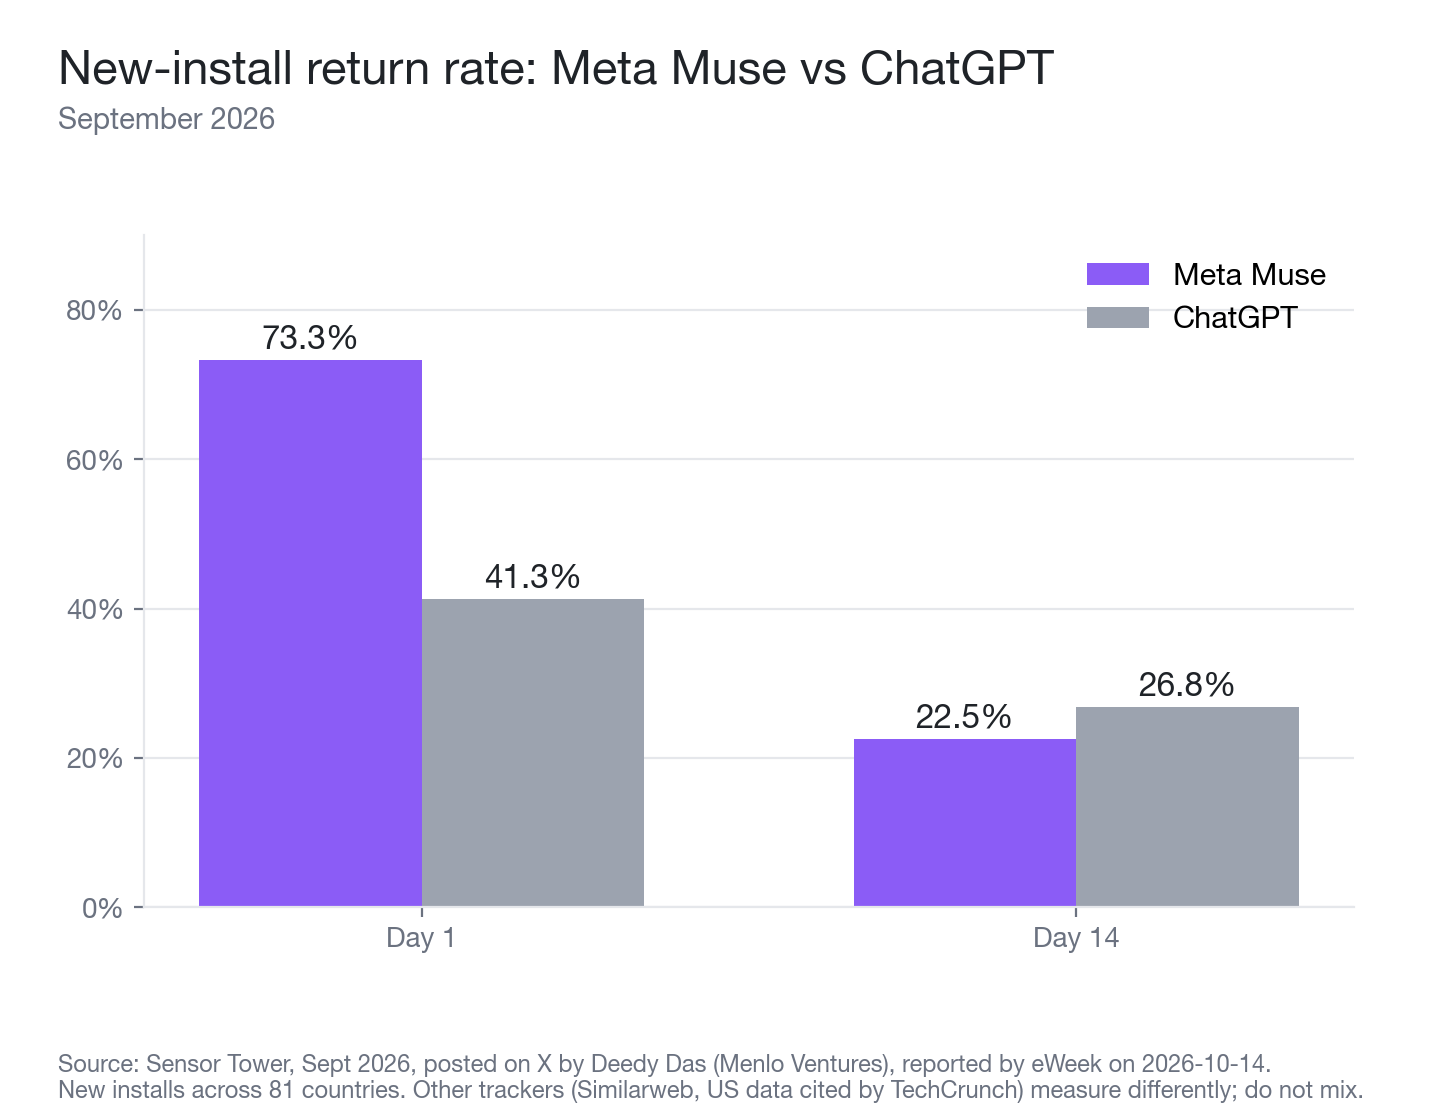 New-install return rate: Meta Muse vs ChatGPT
September 2026
Meta Muse
ChatGPT
80%
60%
40%
20%
0%
73.3%
41.3%
22.5%
26.8%
Day 1
Day 14
Source: Sensor Tower, Sept 2026, posted on X by Deedy Das (Menlo Ventures), reported by eWeek on 2026-10-14.
New installs across 81 countries. Other trackers (Similarweb, US data cited by TechCrunch) measure differently; do not mix.